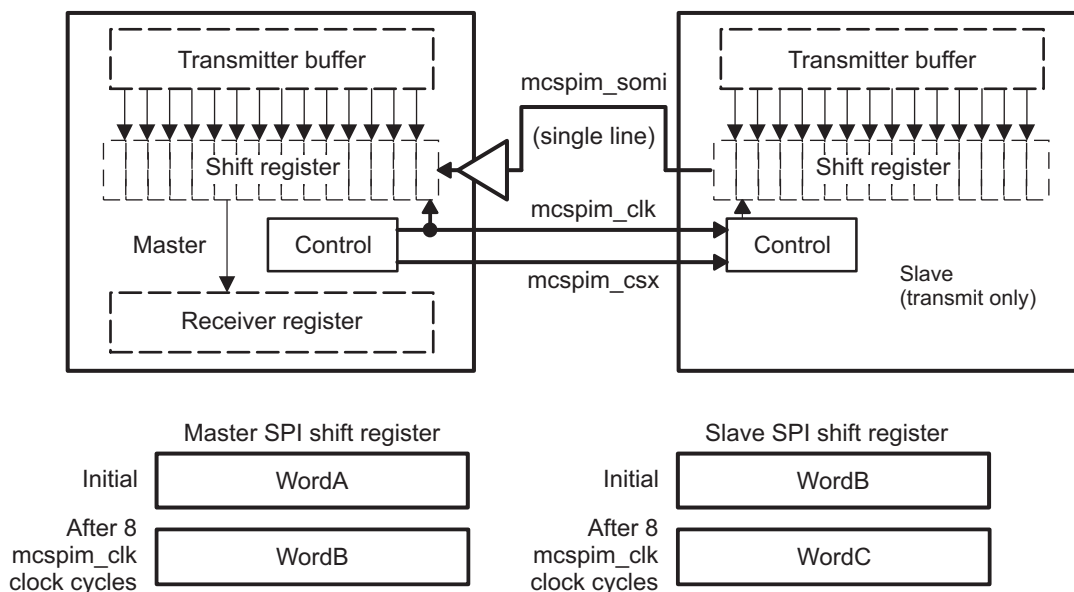 Transmitter buffer
Transmitter buffer
mcspim_somi
(single line)
Shift register
Shift register
mcspim_clk
Master
Control
Control
mcspim_csx
Slave
(transmit only)
Receiver register
Master SPI shift register
Slave SPI shift register
Initial
WordA
Initial
WordB
After 8
mcspim_clk
clock cycles
WordB
After 8
mcspim_clk
clock cycles
WordC